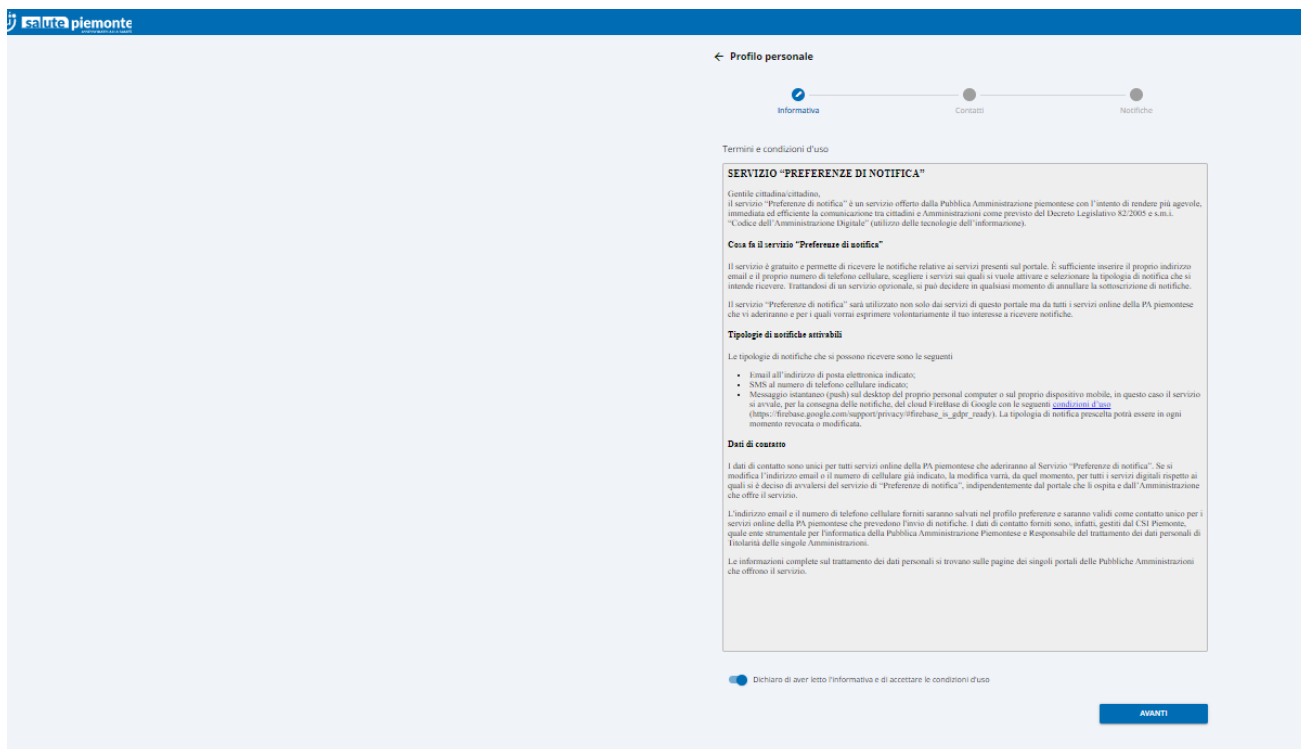 salute piemonte
Profilo personale
Informativa
Contatti
Notifiche
Termini e condizioni d'uso
SERVIZIO “PREFERENZE DI NOTIFICA”
Gentile cittadina/cittadino,
il servizio “Preferenze di notifica” è un servizio offerto dalla Pubblica Amministrazione piemontese con l’intento di rendere più agevole,
immediata ed efficiente la comunicazione tra cittadini e Amministrazioni come previsto del Decreto Legislativo 82/2005 e s.m.i.
“Codice dell’Amministrazione Digitale” (utilizzo delle tecnologie dell’informazione).
Cosa fa il servizio “Preferenze di notifica”
Il servizio è gratuito e permette di ricevere le notifiche relative ai servizi presenti sul portale. È sufficiente inserire il proprio indirizzo
email e il proprio numero di telefono cellulare, scegliere i servizi sui quali si vuole attivare e selezionare la tipologia di notifica che si
intende ricevere. Trattandosi di un servizio opzionale, si può decidere in qualsiasi momento di annullare la sottoscrizione di notifiche.
Il servizio “Preferenze di notifica” sarà utilizzato non solo dai servizi di questo portale ma da tutti i servizi online della PA piemontese
che vi aderiranno e per i quali vorrai esprimere volontariamente il tuo interesse a ricevere notifiche.
Tipologie di notifiche attivabili
Le tipologie di notifiche che si possono ricevere sono le seguenti
• Email all’indirizzo di posta elettronica indicato;
• SMS al numero di telefono cellulare indicato;
• Messaggio istantaneo (push) sul desktop del proprio personal computer o sul proprio dispositivo mobile, in questo caso il servizio
si avvale, per la consegna delle notifiche, del cloud FireBase di Google con le seguenti condizioni d’uso
(https://firebase.google.com/support/privacy/#firebase_is_gdpr_ready). La tipologia di notifica prescelta potrà essere in ogni
momento revocata o modificata.
Dati di contatto
I dati di contatto sono unici per tutti servizi online della PA piemontese che aderiranno al Servizio “Preferenze di notifica”. Se si
modifica l’indirizzo email o il numero di cellulare già indicato, la modifica varrà, da quel momento, per tutti i servizi digitali rispetto ai
quali si è deciso di avvalersi del servizio di “Preferenze di notifica”, indipendentemente dal portale che li ospita e dall’Amministrazione
che offre il servizio.
L’indirizzo email e il numero di telefono cellulare forniti saranno salvati nel profilo preferenze e saranno validi come contatto unico per i
servizi online della PA piemontese che prevedono l'invio di notifiche. I dati di contatto forniti sono, infatti, gestiti dal CSI Piemonte,
quale ente strumentale per l'informatica della Pubblica Amministrazione Piemontese e Responsabile del trattamento dei dati personali di
Titolarità delle singole Amministrazioni.
Le informazioni complete sul trattamento dei dati personali si trovano sulle pagine dei singoli portali delle Pubbliche Amministrazioni
che offrono il servizio.
Dichiaro di aver letto l'informativa e di accettare le condizioni d'uso
AVANTI